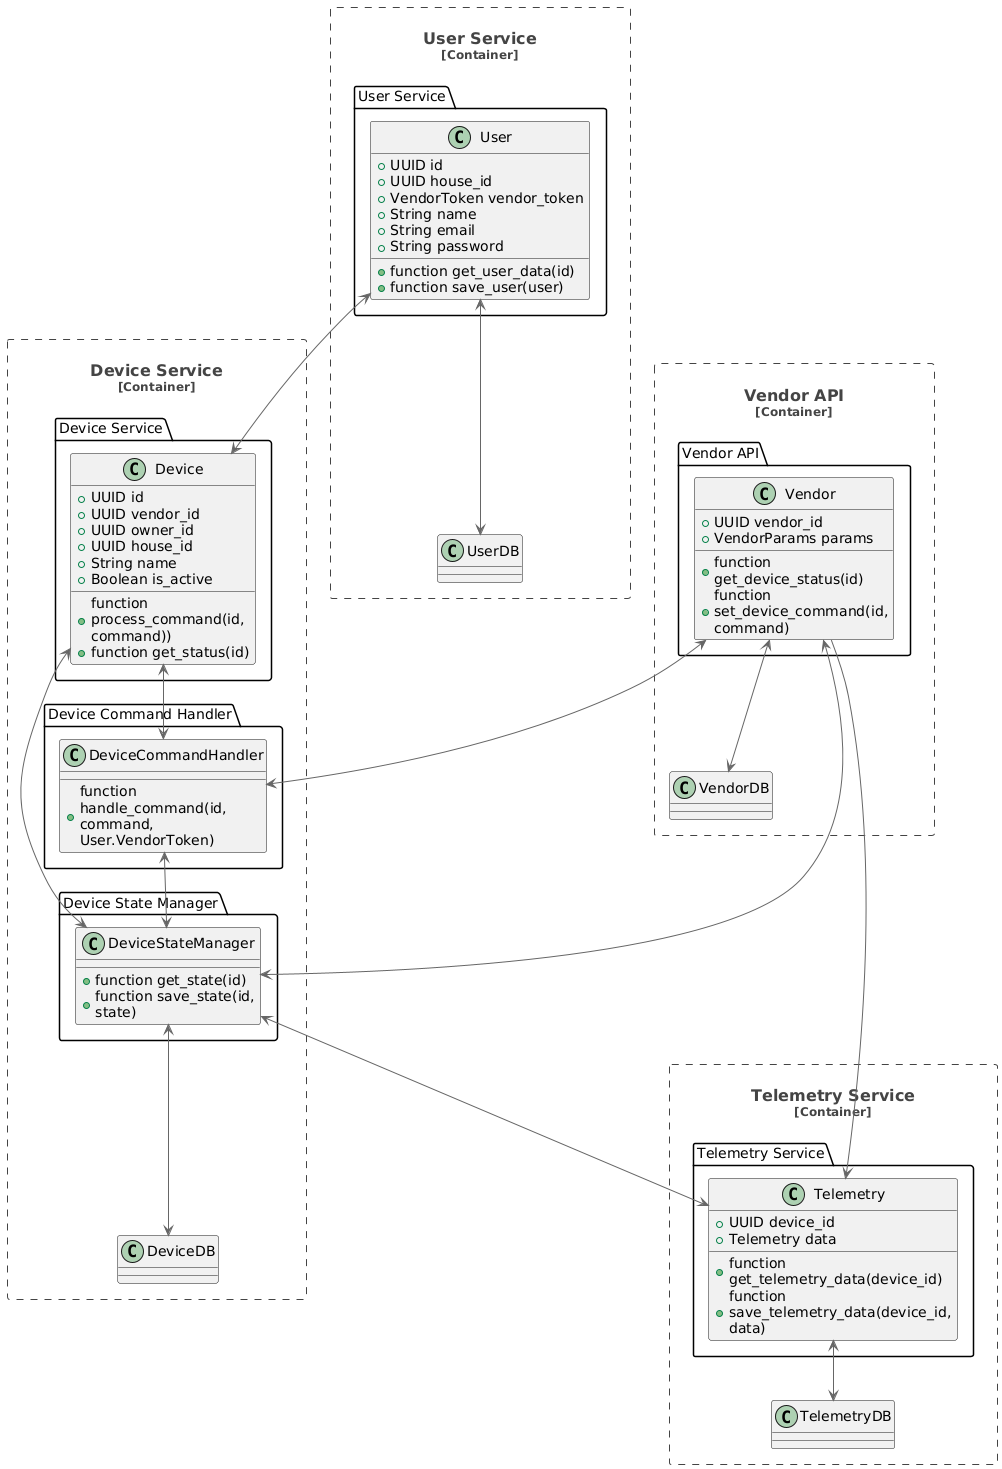 User Service
[Container]
User Service
C User
UUID id
UUID house_id
VendorToken vendor_token
String name
String email
String password
function get_user_data(id)
function save_user(user)
C UserDB
Device Service
[Container]
Device Service
C Device
UUID id
UUID vendor_id
UUID owner_id
UUID house_id
String name
Boolean is_active
function
process_command(id,
command))
function get_status(id)
Device Command Handler
C DeviceCommandHandler
function
handle_command(id,
command,
User.VendorToken)
Device State Manager
C DeviceStateManager
function get_state(id)
function save_state(id,
state)
C DeviceDB
Vendor API
[Container]
Vendor API
C Vendor
UUID vendor_id
VendorParams params
function
get_device_status(id)
function
set_device_command(id,
command)
C VendorDB
Telemetry Service
[Container]
Telemetry Service
C Telemetry
UUID device_id
Telemetry data
function
get_telemetry_data(device_id)
function
save_telemetry_data(device_id,
data)
C TelemetryDB